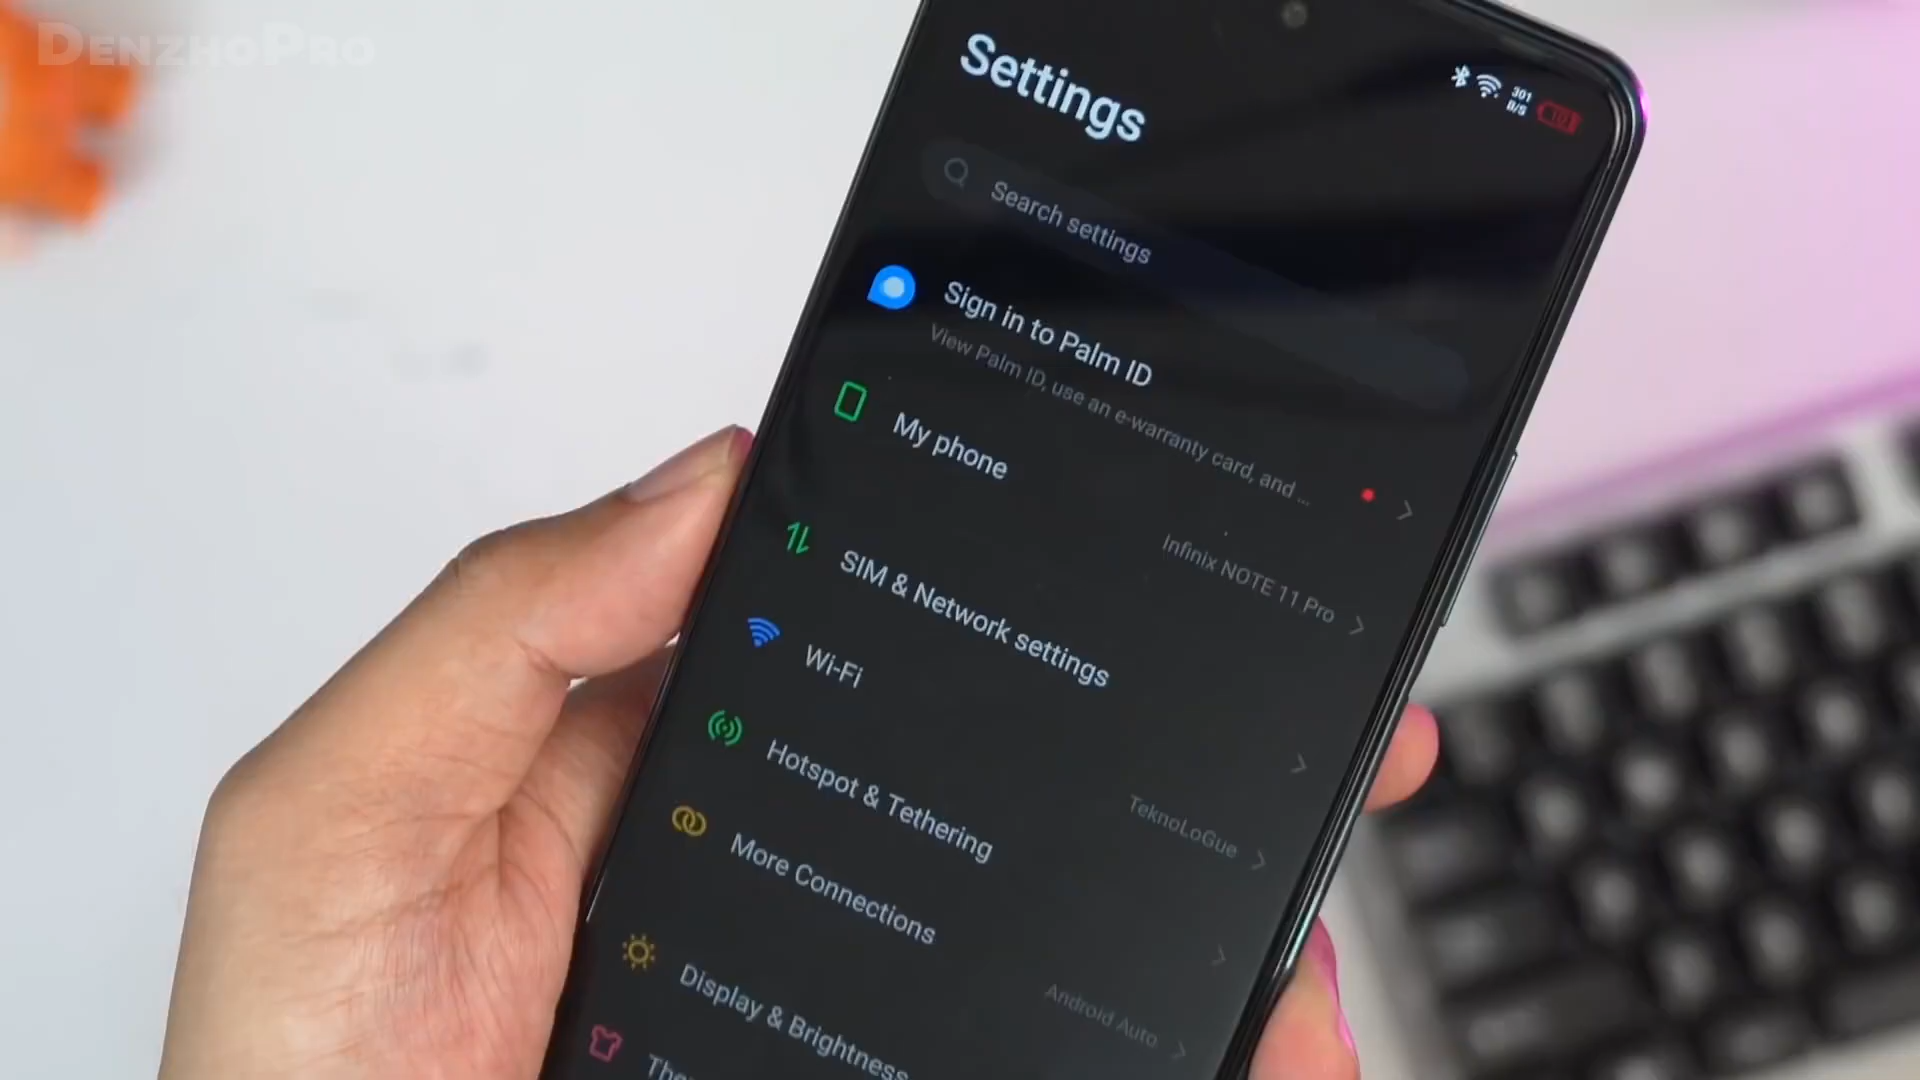 DENZHOPRO
Settings
301
B/S
10
Search settings
Sign in to Palm ID
View Palm ID, use an e-warranty card, and ...
My phone
Infinix NOTE 11 Pro
SIM & Network settings
Wi-Fi
TeknoLoGue
Hotspot & Tethering
More Connections
Android Auto
Display & Brightness